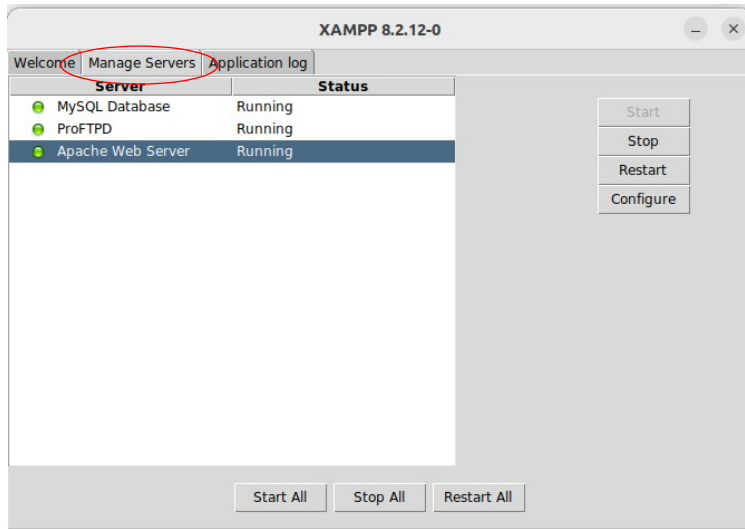 XAMPP 8.2.12-0
Welcome Manage Servers Application log
Server Status
MySQL Database Running
ProFTPD Running
Apache Web Server Running
Start
Stop
Restart
Configure
Start All Stop All Restart All